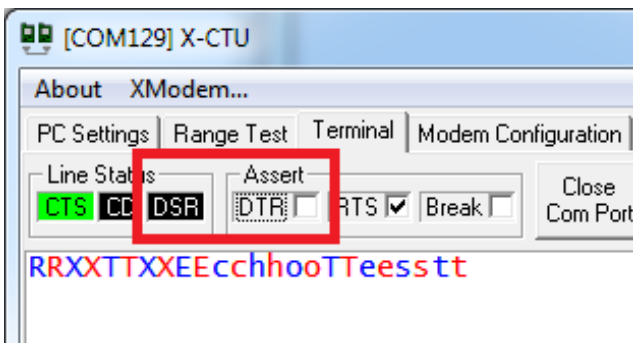 [COM129] X-CTU
About XModem...
PC Settings Range Test Terminal Modem Configuration
Line Status Assert
CTS CD DSR DTR RTS Break Close
Com Port
RRXXTTXXEEcchhooTTeesstt